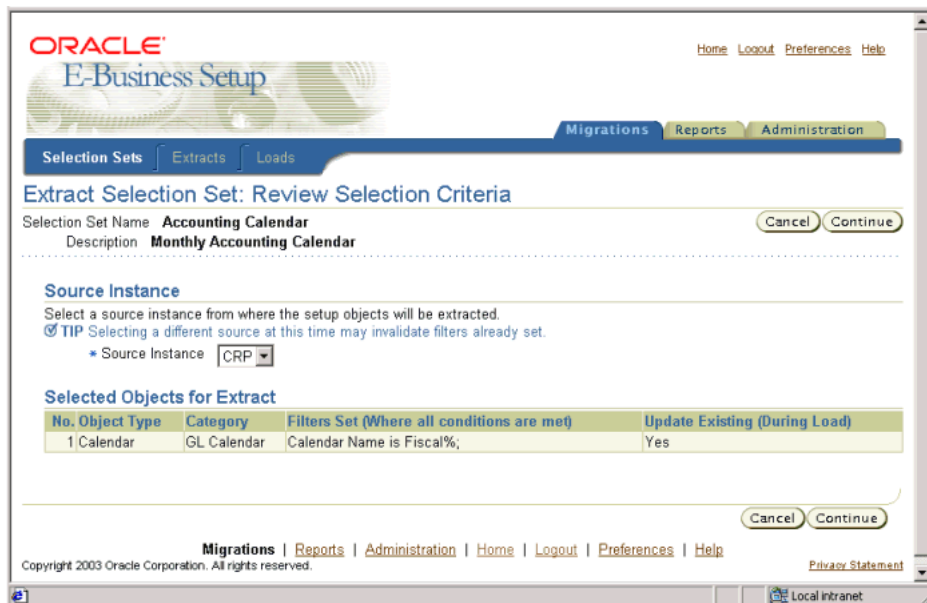 ORACLE
E-Business Setup
Home Logout Preferences Help
Migrations Reports Administration
Selection Sets Extracts Loads
Extract Selection Set: Review Selection Criteria
Selection Set Name Accounting Calendar
Cancel Continue
Description Monthly Accounting Calendar
Source Instance
Select a source instance from where the setup objects will be extracted.
TIP Selecting a different source at this time may invalidate filters already set.
* Source Instance CRP
Selected Objects for Extract
No. Object Type Category Filters Set (Where all conditions are met) Update Existing (During Load)
1 Calendar GL Calendar Calendar Name is Fiscal%; Yes
Cancel Continue
Migrations | Reports | Administration | Home | Logout | Preferences | Help
Copyright 2003 Oracle Corporation. All rights reserved. Privacy Statement
Local intranet